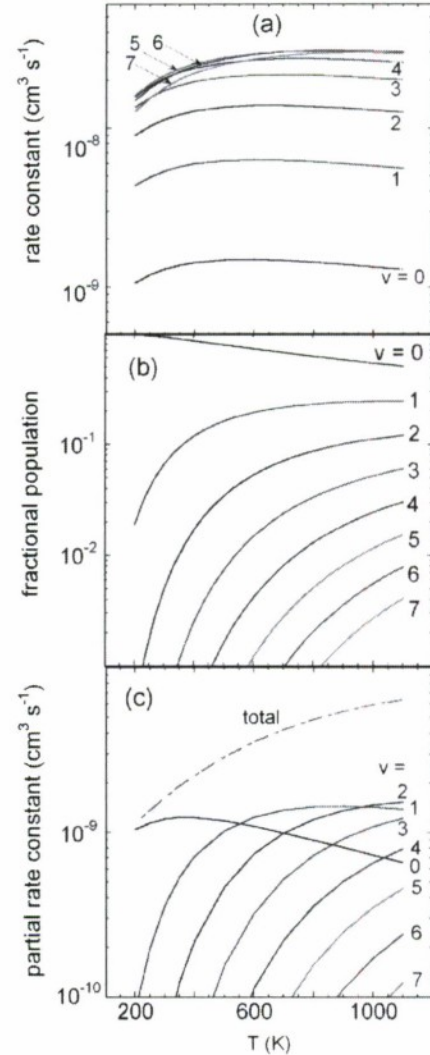 (a)
5
6
7
4
3
2
1
v = 0
10⁻⁸
10⁻⁹
rate constant (cm³ s⁻¹)
(b)
v = 0
1
2
3
4
5
6
7
10⁻¹
10⁻²
fractional population
(c)
total
v =
2
1
3
4
0
5
6
7
10⁻⁹
10⁻¹⁰
partial rate constant (cm³ s⁻¹)
200
600
1000
T (K)